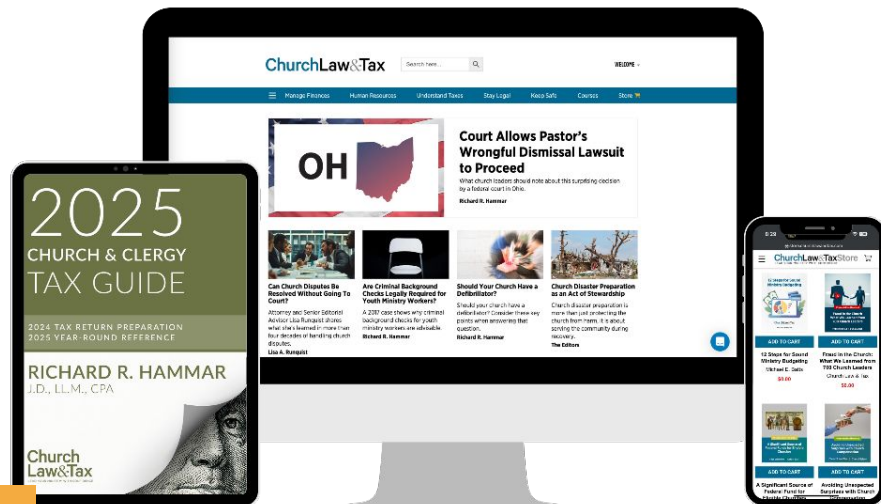 ChurchLaw&Tax
Search here...
WELCOME
Manage Finances Human Resources Understand Taxes Stay Legal Keep Safe Courses Store
OH
Court Allows Pastor's
Wrongful Dismissal Lawsuit
to Proceed
What church leaders should note about this surprising decision
by a federal court in Ohio.
Richard R. Hammar
Can Church Disputes Be
Resolved Without Going To
Court?
Attorney and Senior Editorial
Advisor Lisa Runquist shares
what she's learned in more than
four decades of handling church
disputes.
Lisa A. Runquist
Are Criminal Background
Checks Legally Required for
Youth Ministry Workers?
A 2017 case shows why criminal
background checks for youth
ministry workers are advisable.
Richard R. Hammar
Should Your Church Have a
Defibrillator?
Should your church have a
defibrillator? Consider these key
points when answering that
question.
Richard R. Hammar
Church Disaster Preparation
as an Act of Stewardship
Church disaster preparation is
more than just protecting the
church from harm. It is about
serving the community during
recovery.
The Editors
2025
CHURCH & CLERGY
TAX GUIDE
2024 TAX RETURN PREPARATION
2025 YEAR-ROUND REFERENCE
RICHARD R. HAMMAR
J.D., LL.M., CPA
Church
Law&Tax
8:29
ChurchLaw&TaxStore
12 Steps for Sound
Ministry Budgeting
ADD TO CART
12 Steps for Sound
Ministry Budgeting
Michael E. Batts
ADD TO CART
Fraud in the Church:
What We Learned from
700 Church Leaders
Church Law & Tax
ADD TO CART
A Significant Source of
Federal Fund for
ADD TO CART
Avoiding Unexpected
Surprises with Church